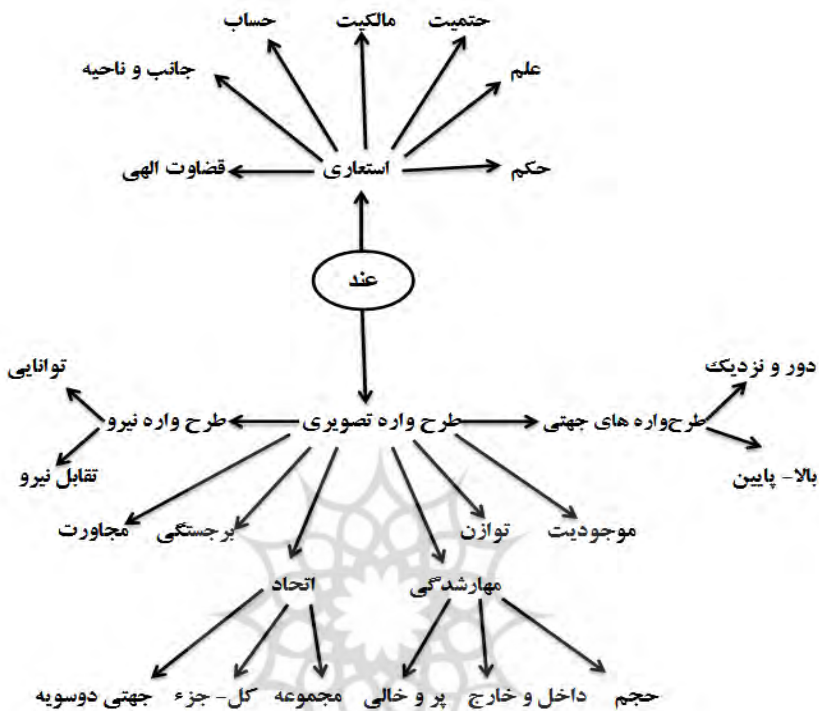 حساب مالکیت حتمیت
جانب و ناحیه علم
قضاوت الهی استعاری حکم
عند
توانایی دور و نزدیک
طرح واره نیرو طرح واره تصویری طرح‌واره های جهتی
تقابل نیرو بالا- پایین
مجاورت برجستگی توازن موجودیت
اتحاد مهارشدگی
جهتی دوسویه کل- جزء مجموعه پر و خالی داخل و خارج حجم